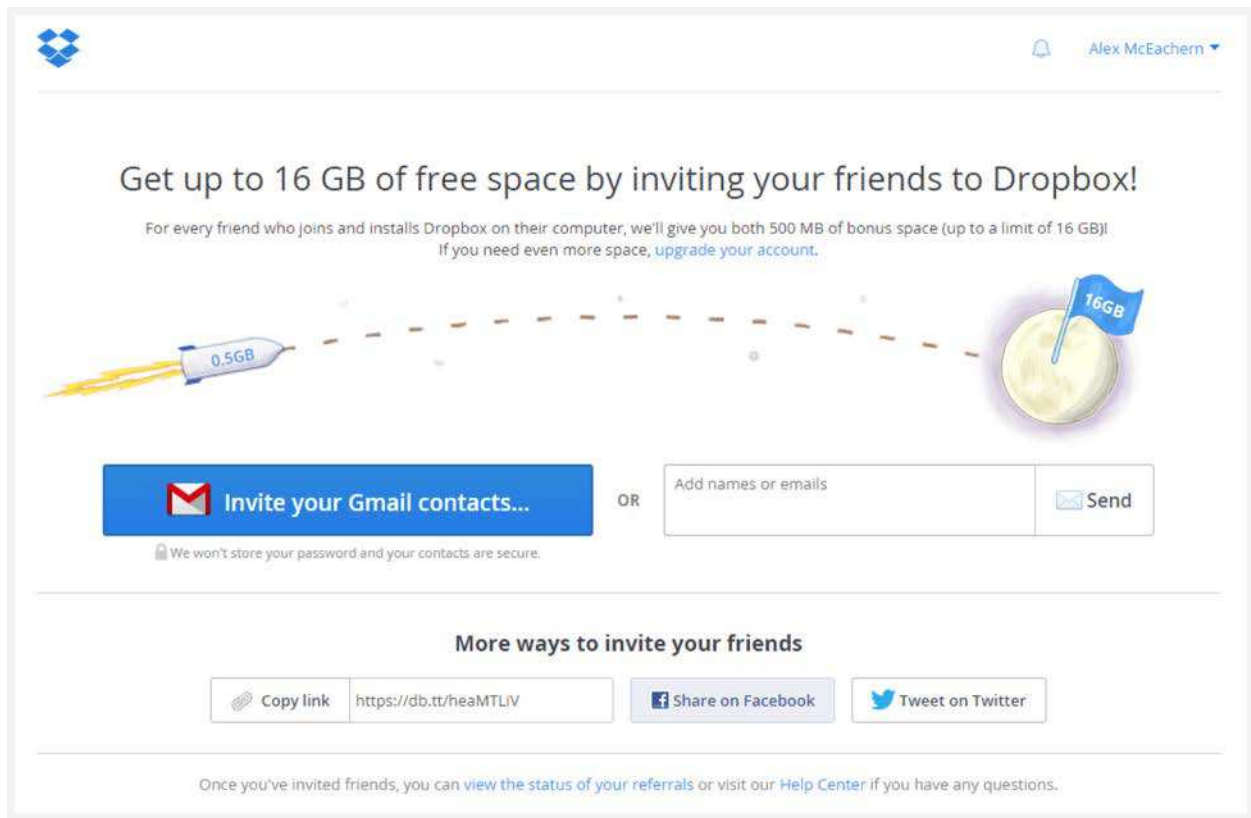 Alex McEachern
Get up to 16 GB of free space by inviting your friends to Dropbox!
For every friend who joins and installs Dropbox on their computer, we'll give you both 500 MB of bonus space (up to a limit of 16 GB)!
If you need even more space, upgrade your account.
16GB
0.5GB
Invite your Gmail contacts...
OR
Add names or emails
Send
We won't store your password and your contacts are secure.
More ways to invite your friends
Copy link
https://db.tt/heaMTLiV
Share on Facebook
Tweet on Twitter
Once you've invited friends, you can view the status of your referrals or visit our Help Center if you have any questions.